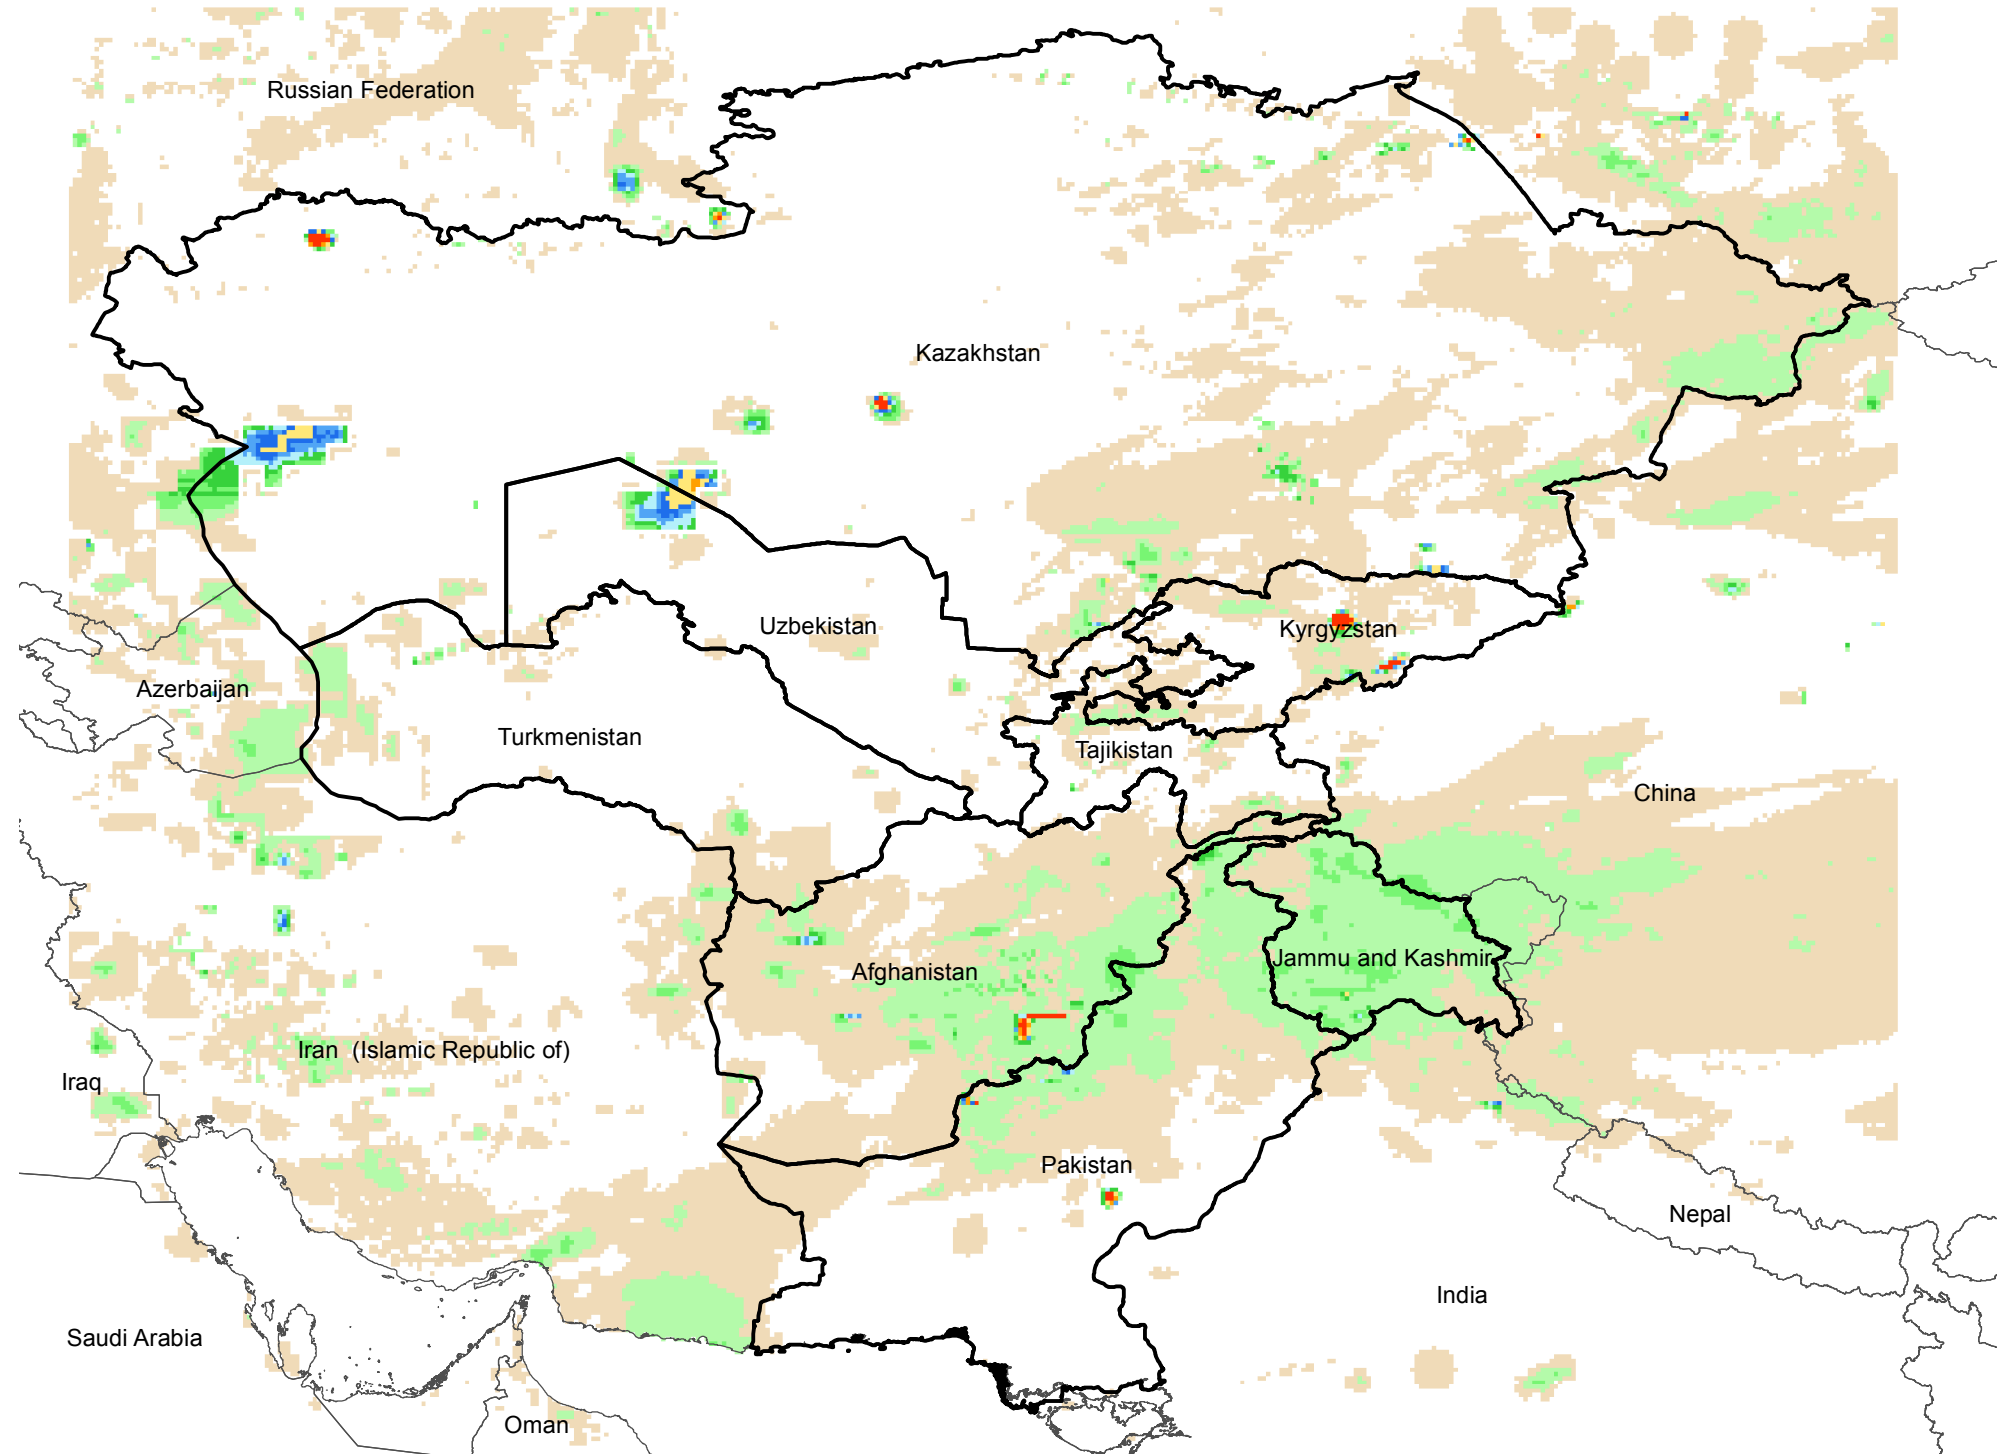 Russian Federation
Kazakhstan
Uzbekistan
Kyrgyzstan
Azerbaijan
Turkmenistan
Tajikistan
China
Jammu and Kashmir
Afghanistan
Iran  (Islamic Republic of)
Iraq
Pakistan
Nepal
India
Saudi Arabia
Oman